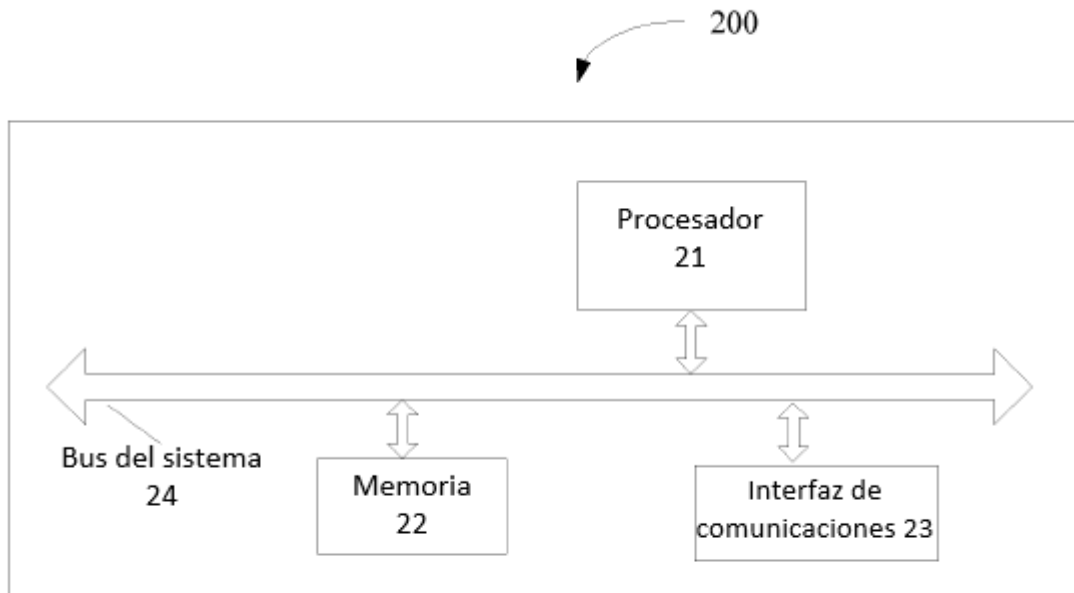 200
Procesador
21
Bus del sistema
24
Memoria
22
Interfaz de
comunicaciones 23